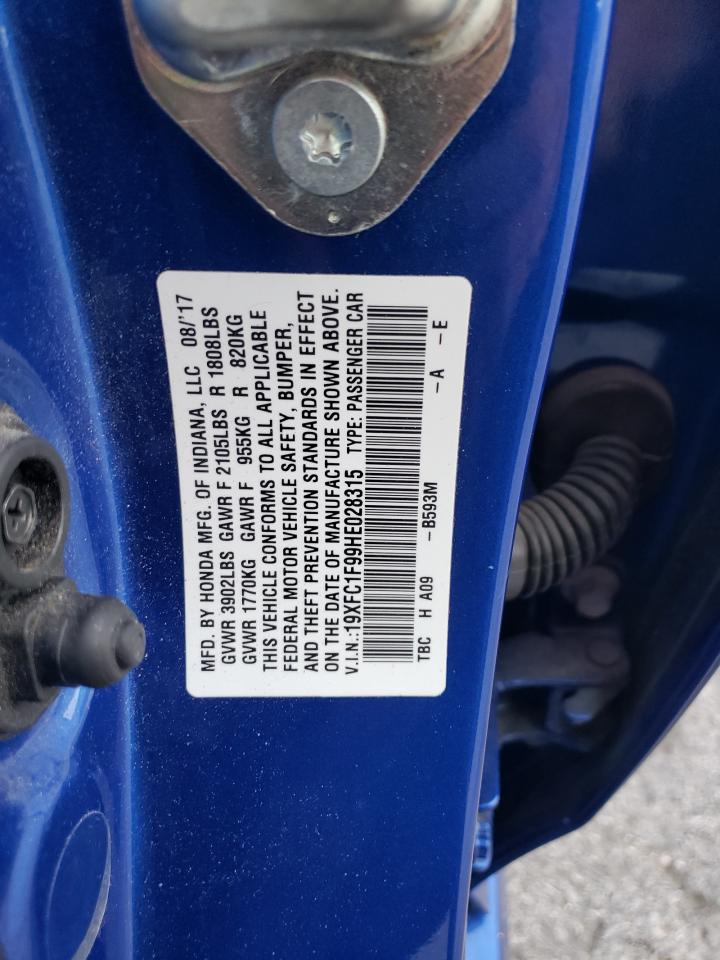 MFD. BY HONDA MFG. OF INDIANA, LLC 08/'17
GVWR 3902LBS GAWR F 2105LBS R 1808LBS
GVWR 1770KG GAWR F 955KG R 820KG
THIS VEHICLE CONFORMS TO ALL APPLICABLE
FEDERAL MOTOR VEHICLE SAFETY, BUMPER,
AND THEFT PREVENTION STANDARDS IN EFFECT
ON THE DATE OF MANUFACTURE SHOWN ABOVE.
V.I.N.:19XFC1F99HE028315 TYPE: PASSENGER CAR
TBC H A09 -B593M -A -E